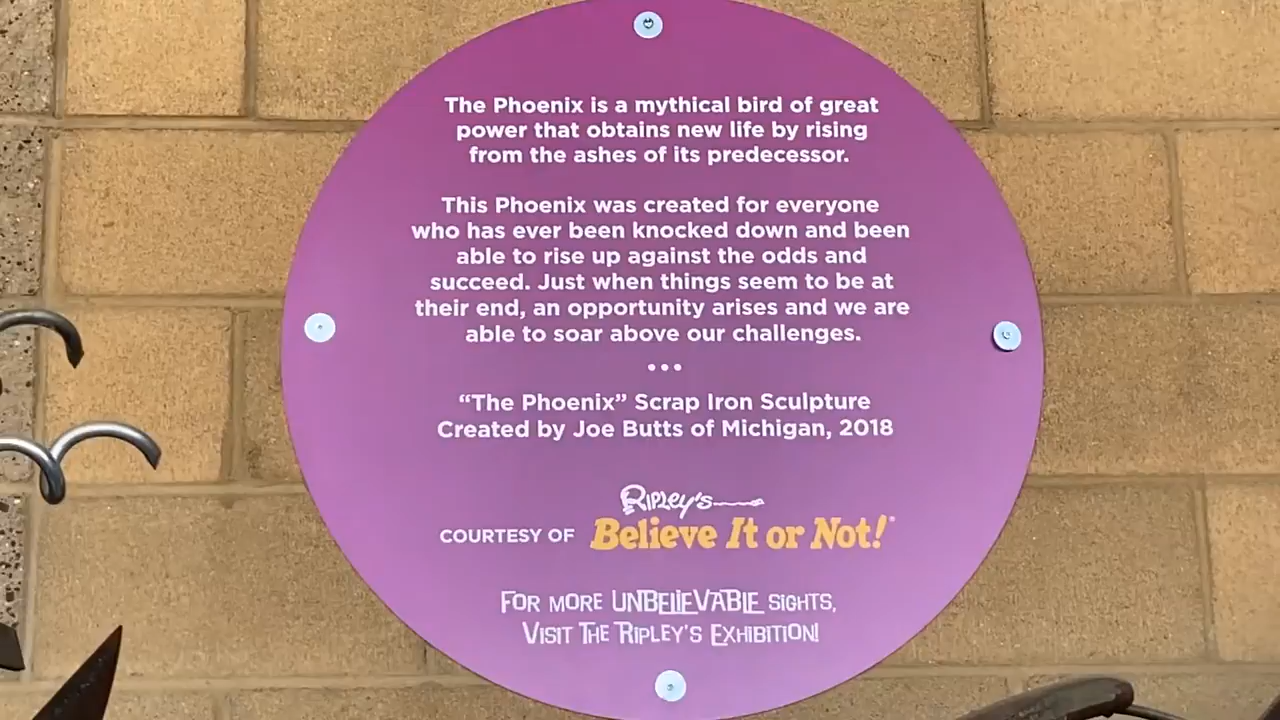 The Phoenix is a mythical bird of great
power that obtains new life by rising
from the ashes of its predecessor.
This Phoenix was created for everyone
who has ever been knocked down and been
able to rise up against the odds and
succeed. Just when things seem to be at
their end, an opportunity arises and we are
able to soar above our challenges.
...
“The Phoenix” Scrap Iron Sculpture
Created by Joe Butts of Michigan, 2018
Ripley's
COURTESY OF Believe It or Not!
FOR MORE UNBELIEVABLE SIGHTS,
VISIT THE RIPLEY'S EXHIBITION!